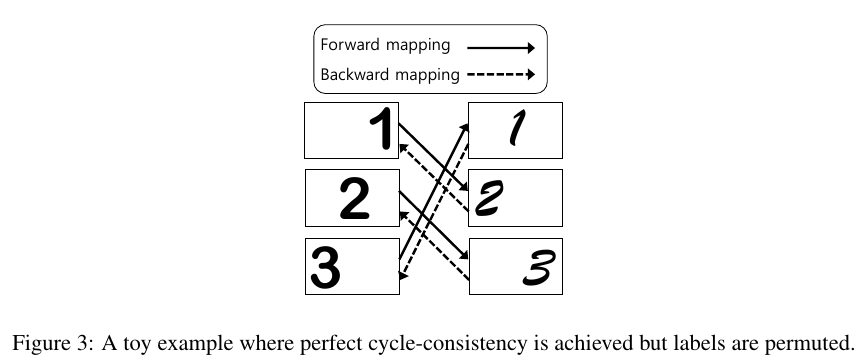 Forward mapping
Backward mapping
1 1
2 2
3 3
Figure 3: A toy example where perfect cycle-consistency is achieved but labels are permuted.